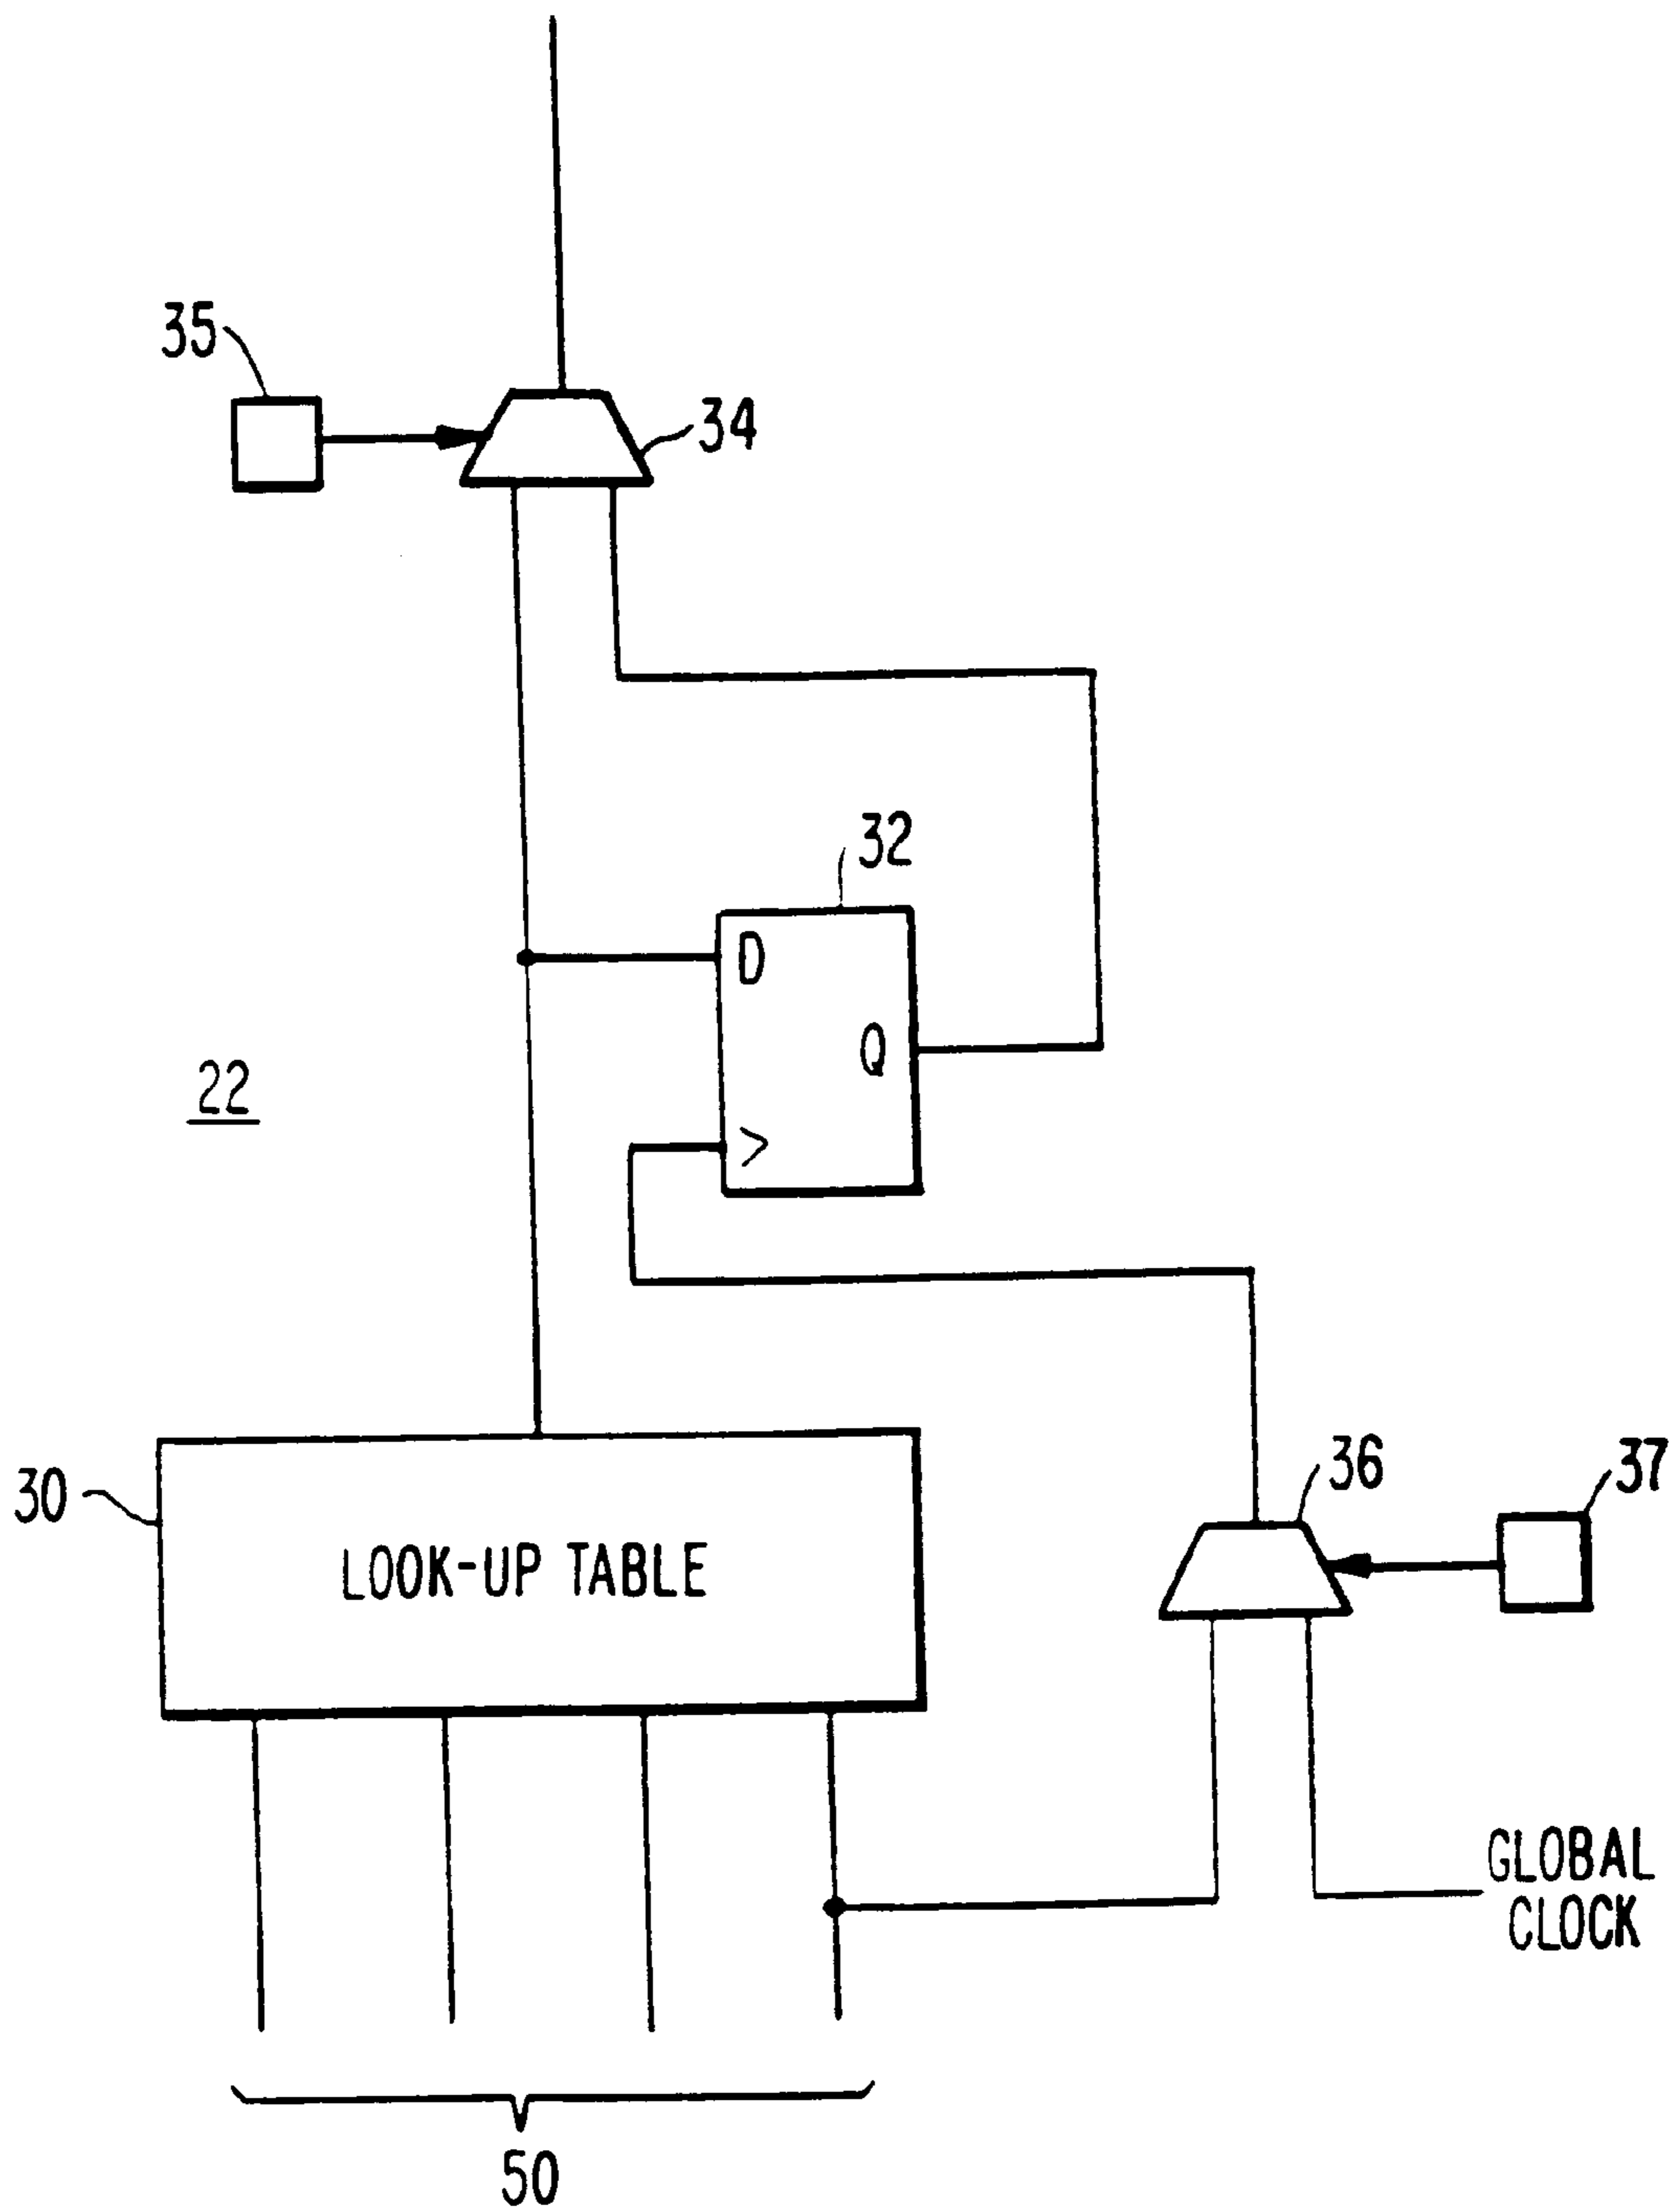 35
34
32
D
Q
22
>
30
LOOK-UP TABLE
36
37
GLOBAL
CLOCK
50